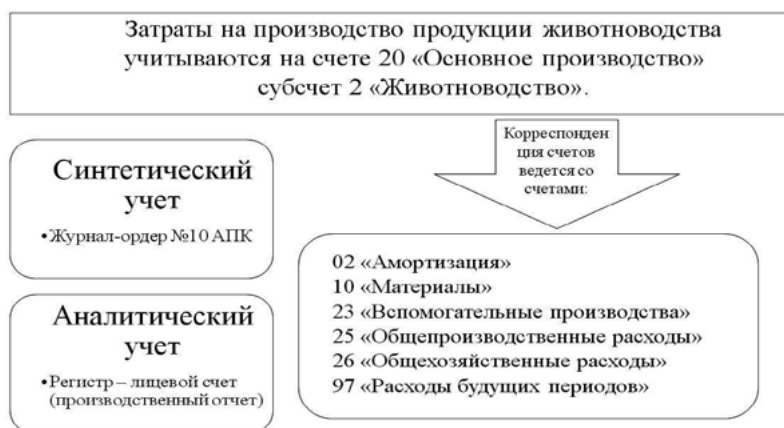 Затраты на производство продукции животноводства
учитываются на счете 20 «Основное производство»
субсчет 2 «Животноводство».
Корреспонден
ция счетов
ведется со
счетами:
Синтетический
учет
•Журнал-ордер №10 АПК
Аналитический
учет
•Регистр – лицевой счет
(производственный отчет)
02 «Амортизация»
10 «Материалы»
23 «Вспомогательные производства»
25 «Общепроизводственные расходы»
26 «Общехозяйственные расходы»
97 «Расходы будущих периодов»